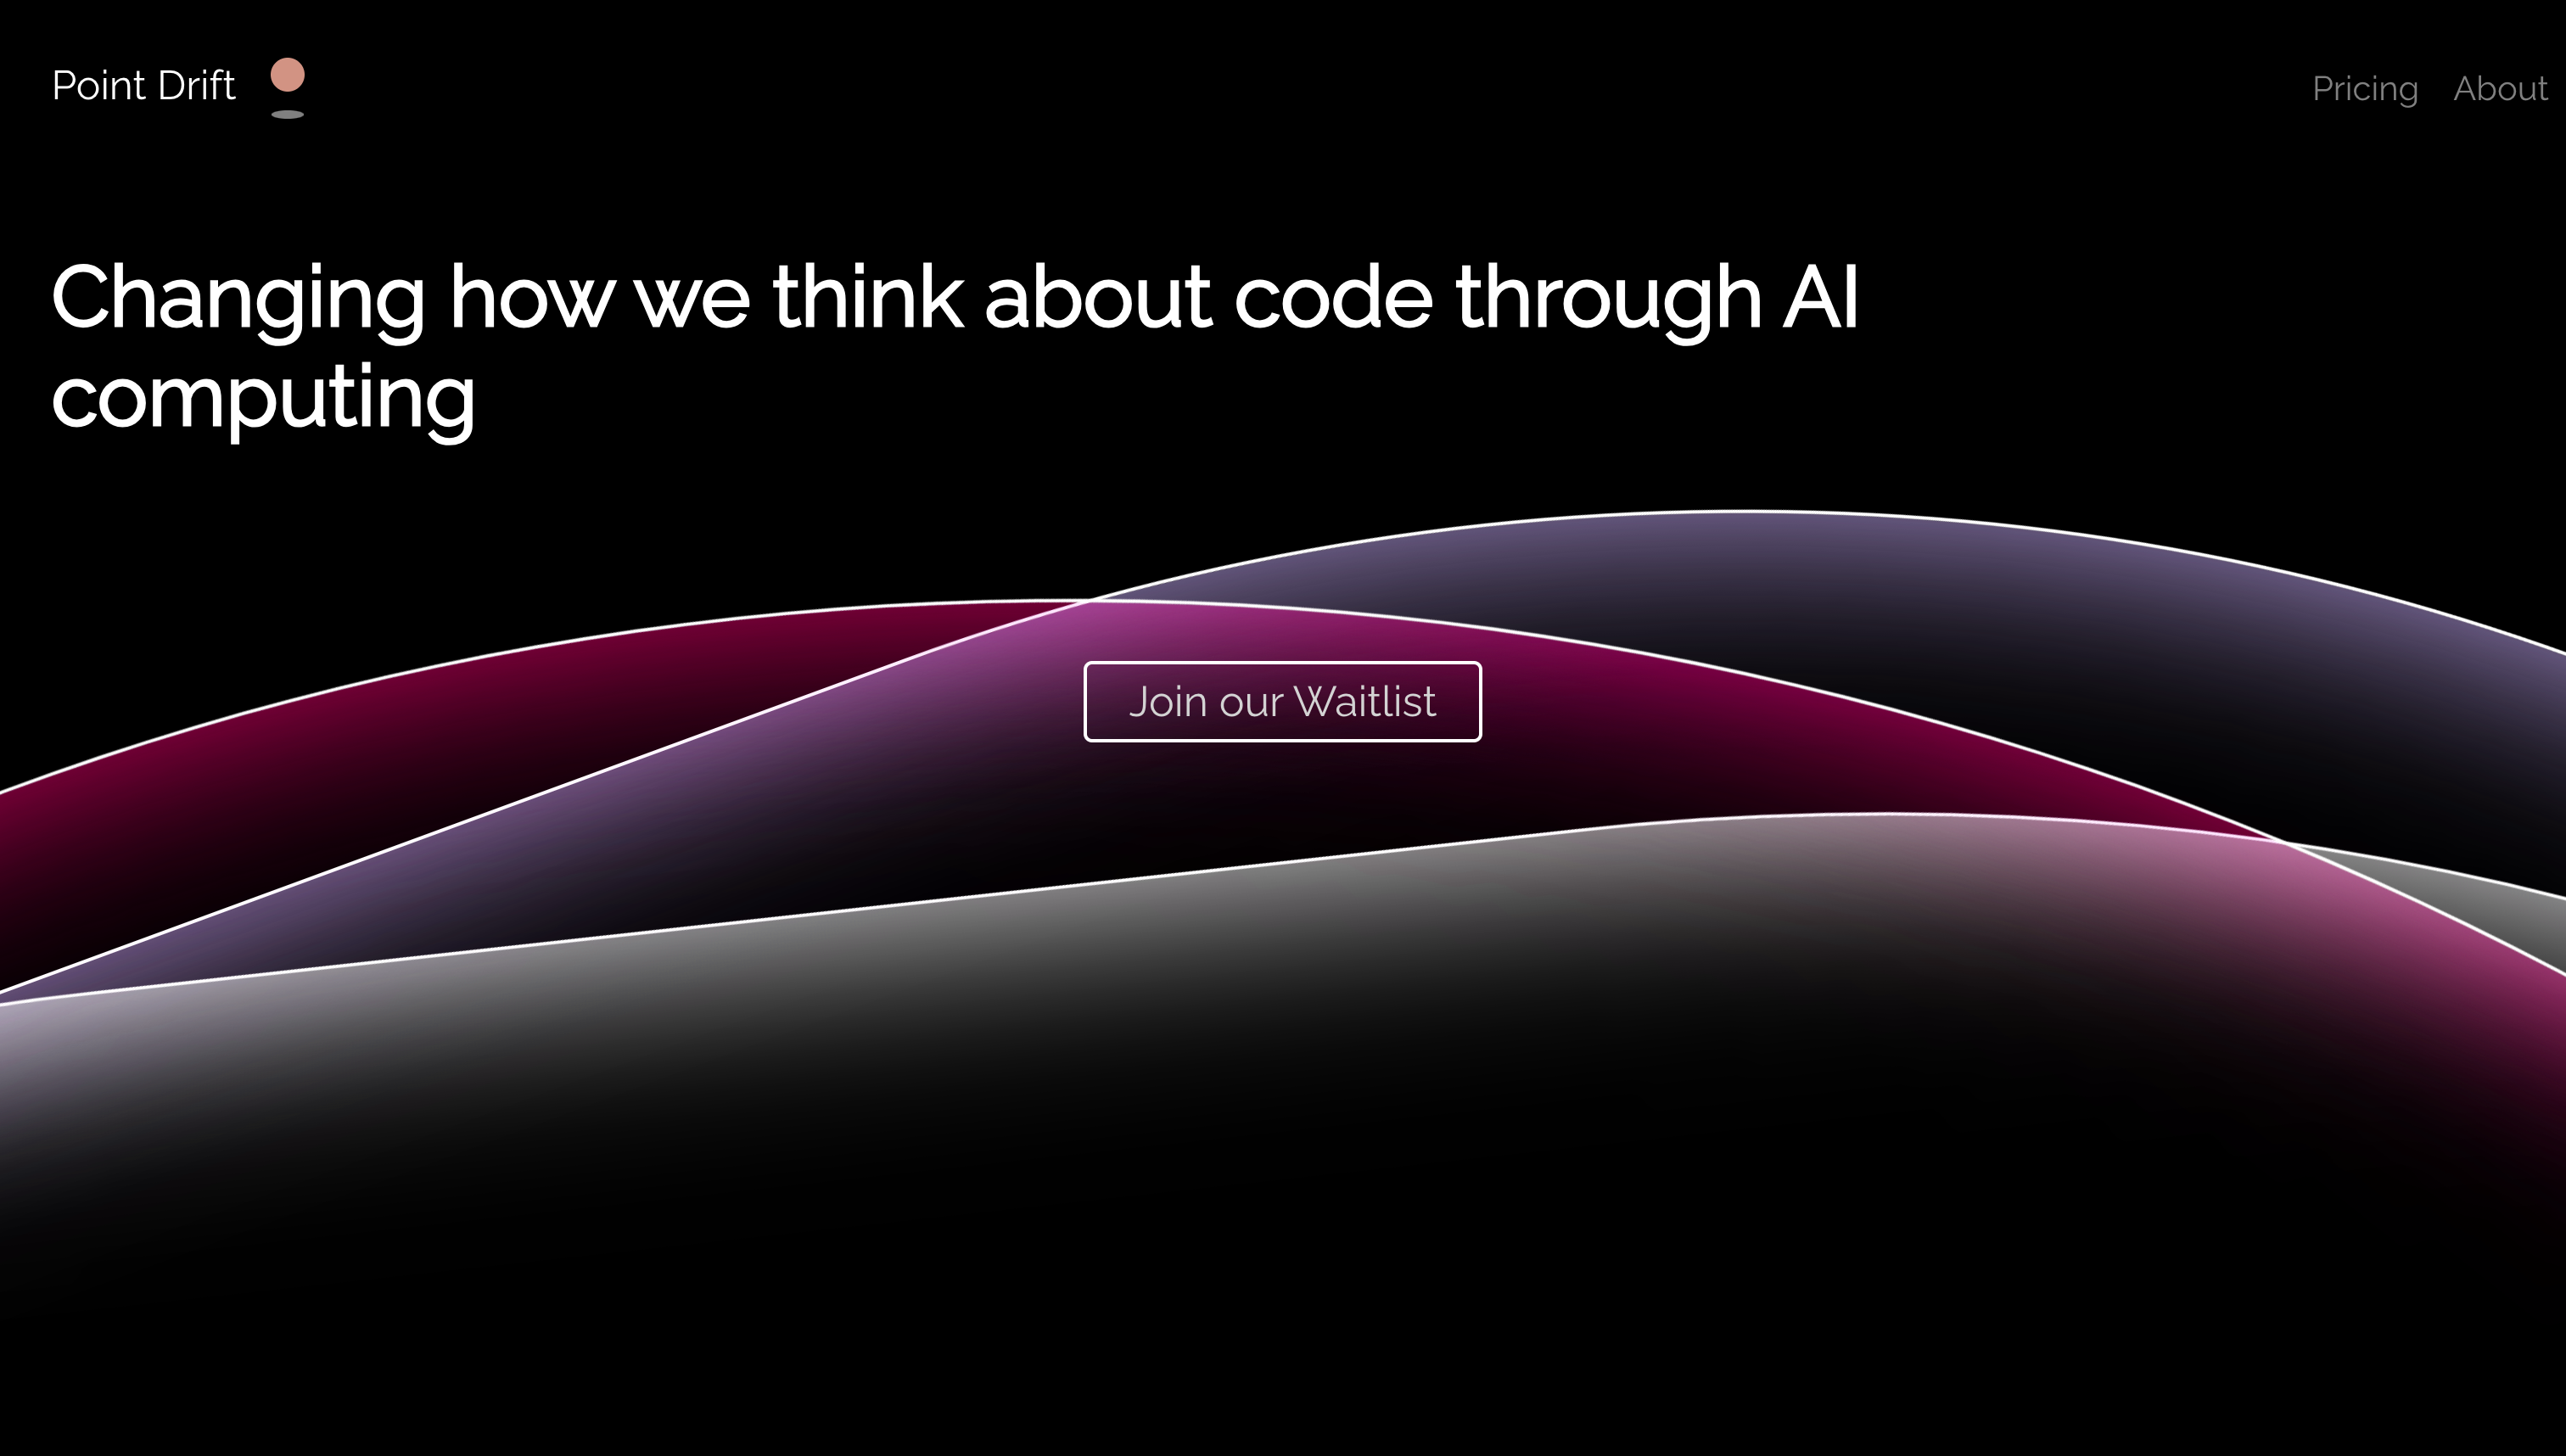 Point Drift
Pricing About
Changing how we think about code through AI
computing
Join our Waitlist